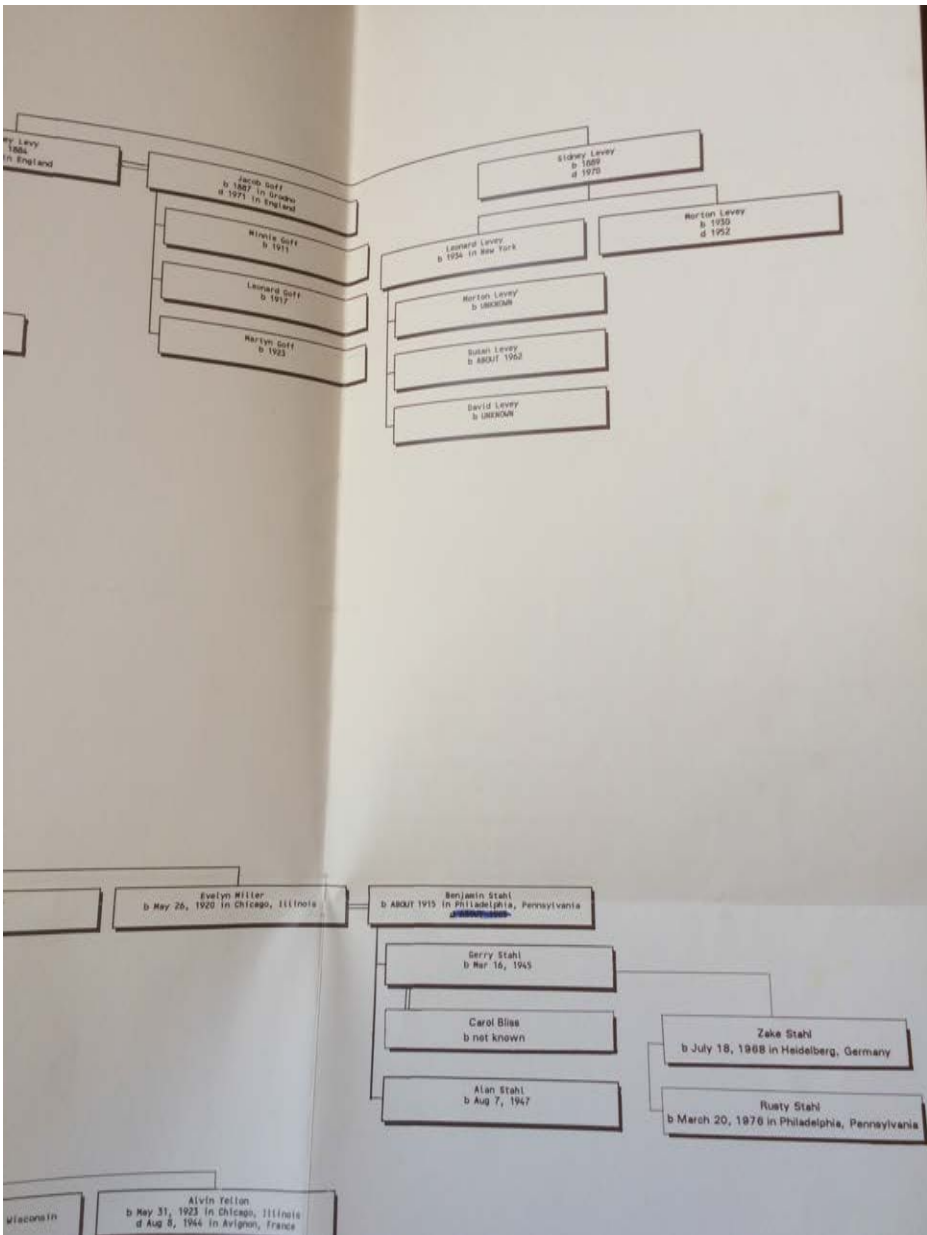 ey Levy
1884
in England
Jacob Goff
b 1887 in Grodno
d 1971 in England
Minnie Goff
b 1911
Leonard Goff
b 1917
Martyn Goff
b 1923
Sidney Levey
b 1889
d 1970
Leonard Levey
b 1934 in New York
Morton Levey
b 1930
d 1952
Morton Levey
b UNKNOWN
Susan Levey
b ABOUT 1962
David Levey
b UNKNOWN
Evelyn Miller
b May 26, 1920 in Chicago, Illinois
Benjamin Stahl
b ABOUT 1915 in Philadelphia, Pennsylvania
Gerry Stahl
b Mar 16, 1945
Carol Bliss
b not known
Alan Stahl
b Aug 7, 1947
Zake Stahl
b July 18, 1968 in Heidelberg, Germany
Rusty Stahl
b March 20, 1976 in Philadelphia, Pennsylvania
Wisconsin
Alvin Yellon
b May 31, 1923 in Chicago, Illinois
d Aug 8, 1944 in Avignon, France